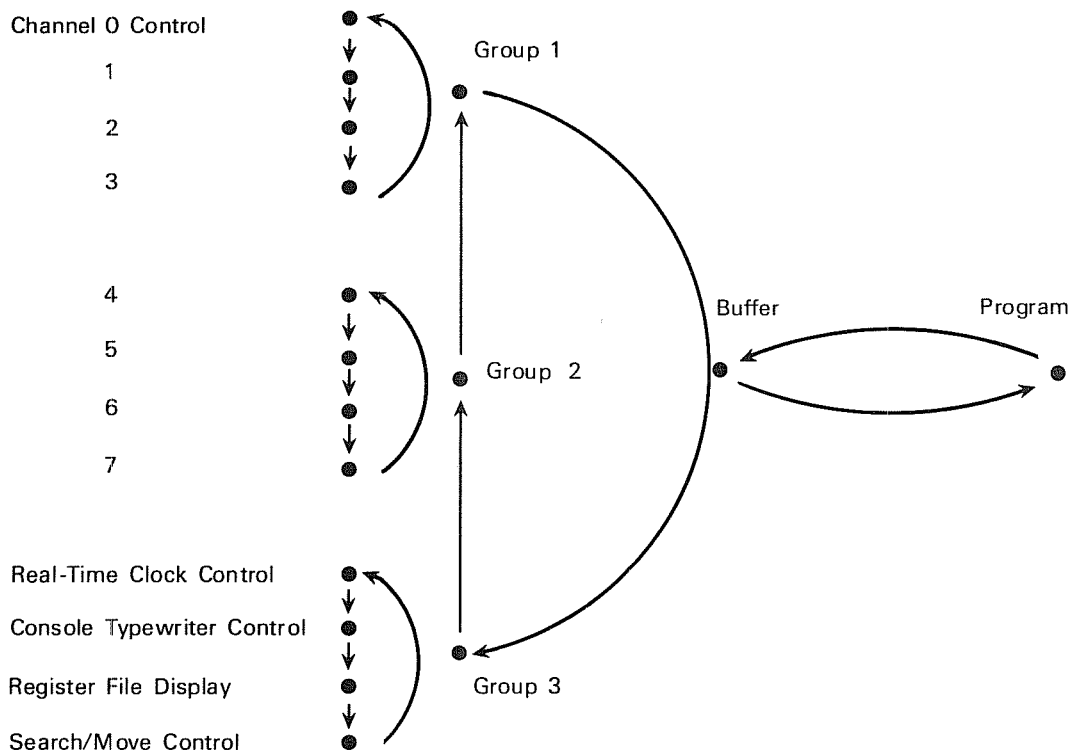 Channel 0 Control
1
2
3
4
5
6
7
Real-Time Clock Control
Console Typewriter Control
Register File Display
Search/Move Control
Group 1
Group 2
Group 3
Buffer
Program